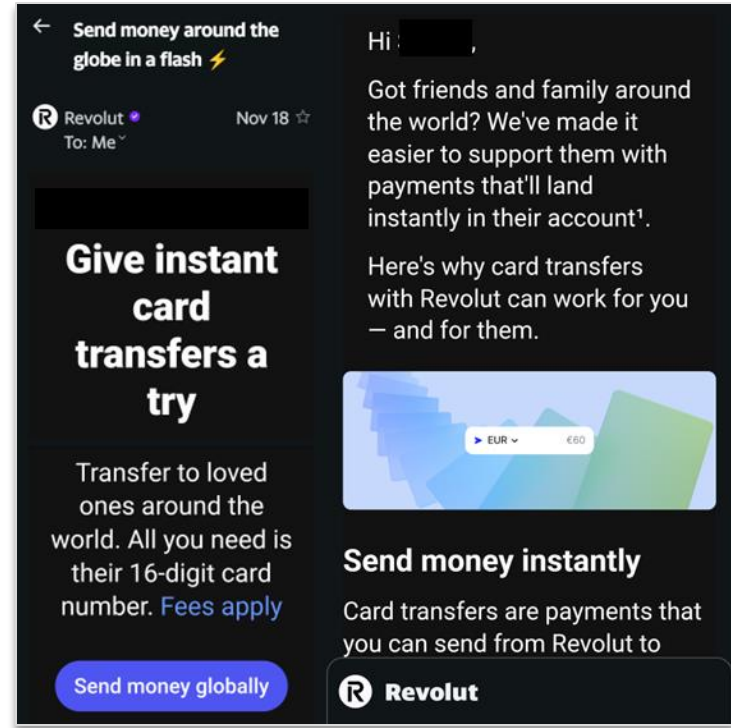 Send money around the
globe in a flash ⚡
Revolut
Nov 18
To: Me
Give instant
card
transfers a
try
Transfer to loved
ones around the
world. All you need is
their 16-digit card
number. Fees apply
Send money globally
Hi
,
Got friends and family around
the world? We've made it
easier to support them with
payments that'll land
instantly in their account¹.
Here's why card transfers
with Revolut can work for you
— and for them.
EUR
€60
Send money instantly
Card transfers are payments that
you can send from Revolut to
Revolut